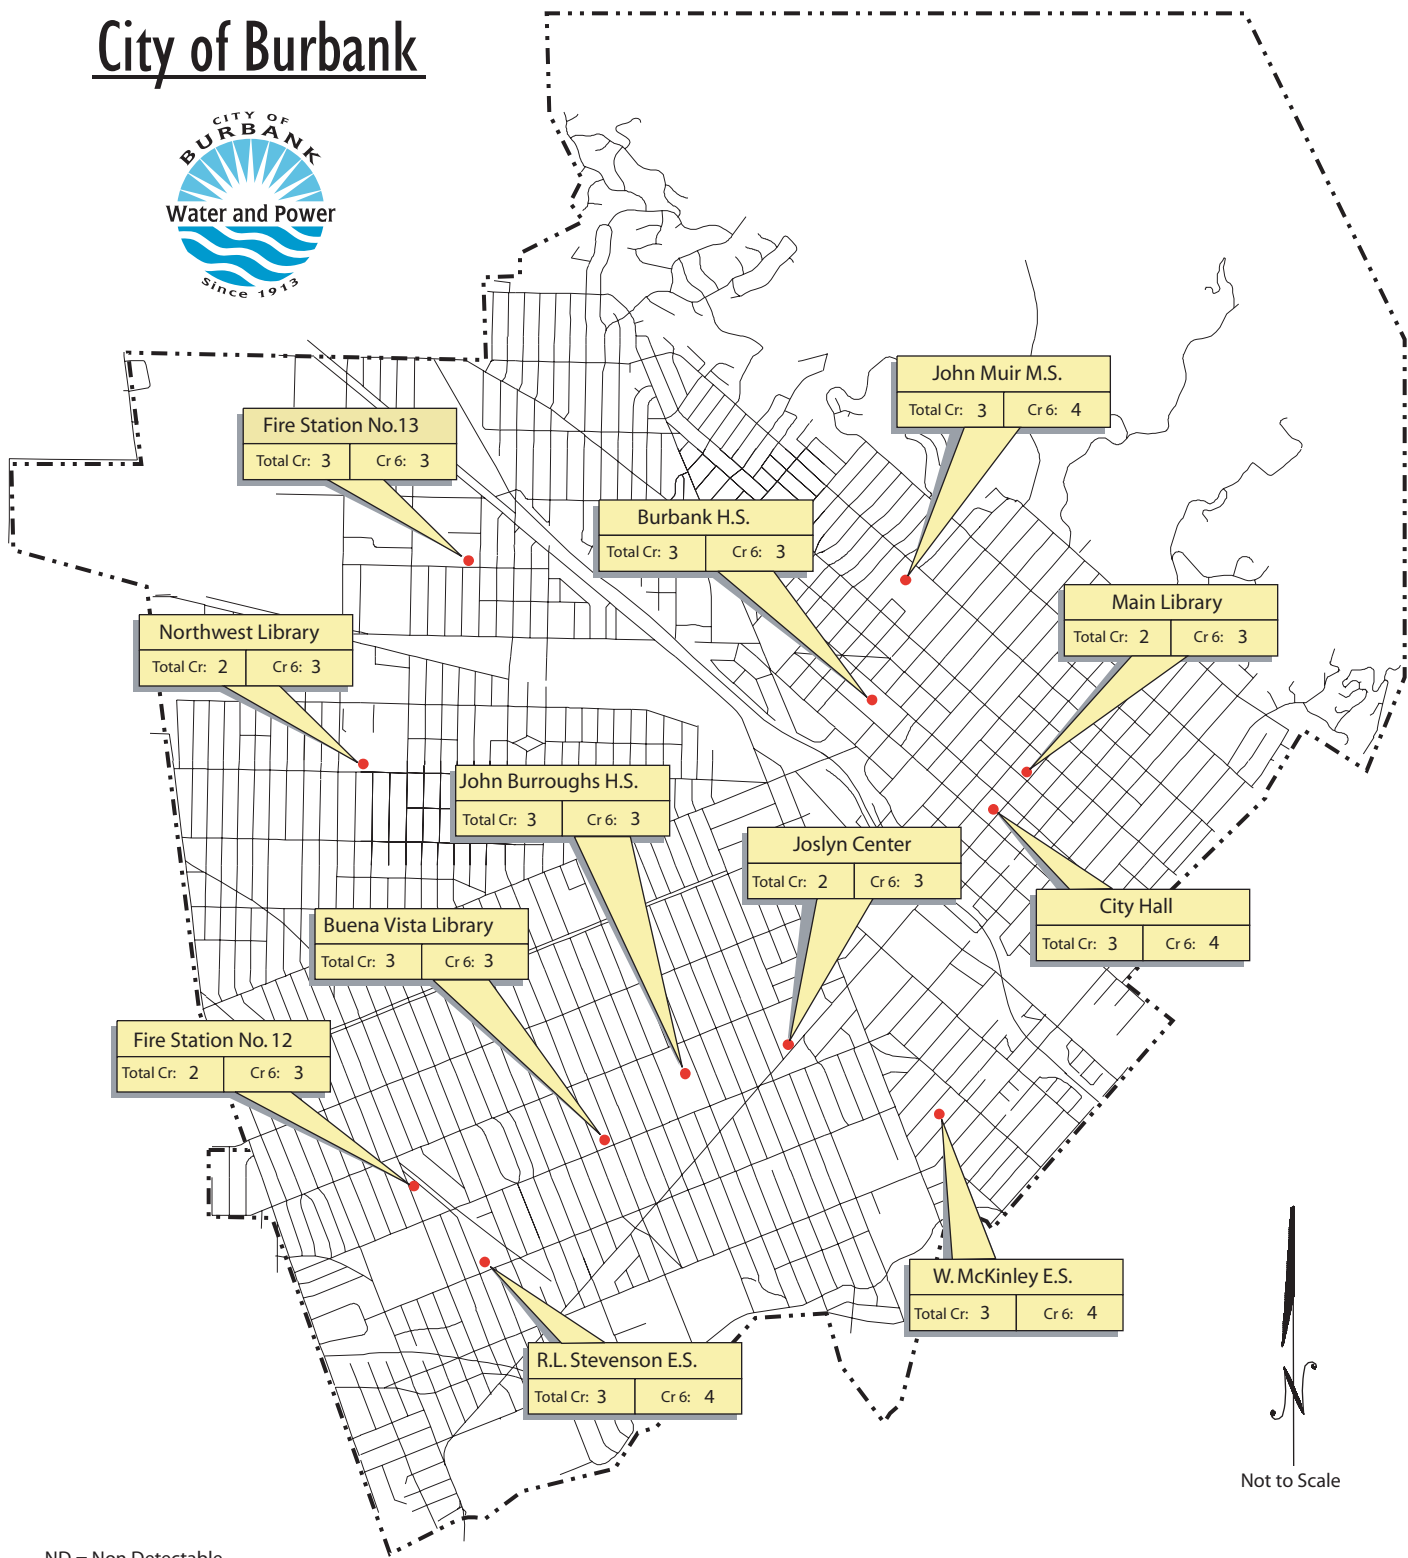 City of Burbank
CITY OF
BURBANK
Water and Power
Since 1913
John Muir M.S.
Total Cr: 3 Cr 6: 4
Fire Station No.13
Total Cr: 3 Cr 6: 3
Burbank H.S.
Total Cr: 3 Cr 6: 3
Main Library
Total Cr: 2 Cr 6: 3
Northwest Library
Total Cr: 2 Cr 6: 3
John Burroughs H.S.
Total Cr: 3 Cr 6: 3
Joslyn Center
Total Cr: 2 Cr 6: 3
City Hall
Total Cr: 3 Cr 6: 4
Buena Vista Library
Total Cr: 3 Cr 6: 3
Fire Station No. 12
Total Cr: 2 Cr 6: 3
W. McKinley E.S.
Total Cr: 3 Cr 6: 4
R.L. Stevenson E.S.
Total Cr: 3 Cr 6: 4
N
Not to Scale
ND = Non Detectable